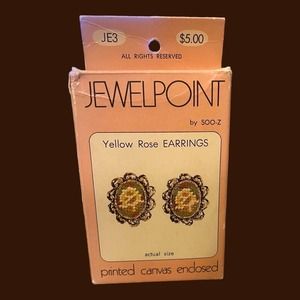 JE3 $5.00
ALL RIGHTS RESERVED
JEWELPOINT
by SOO-Z
Yellow Rose EARRINGS
actual size
printed canvas enclosed